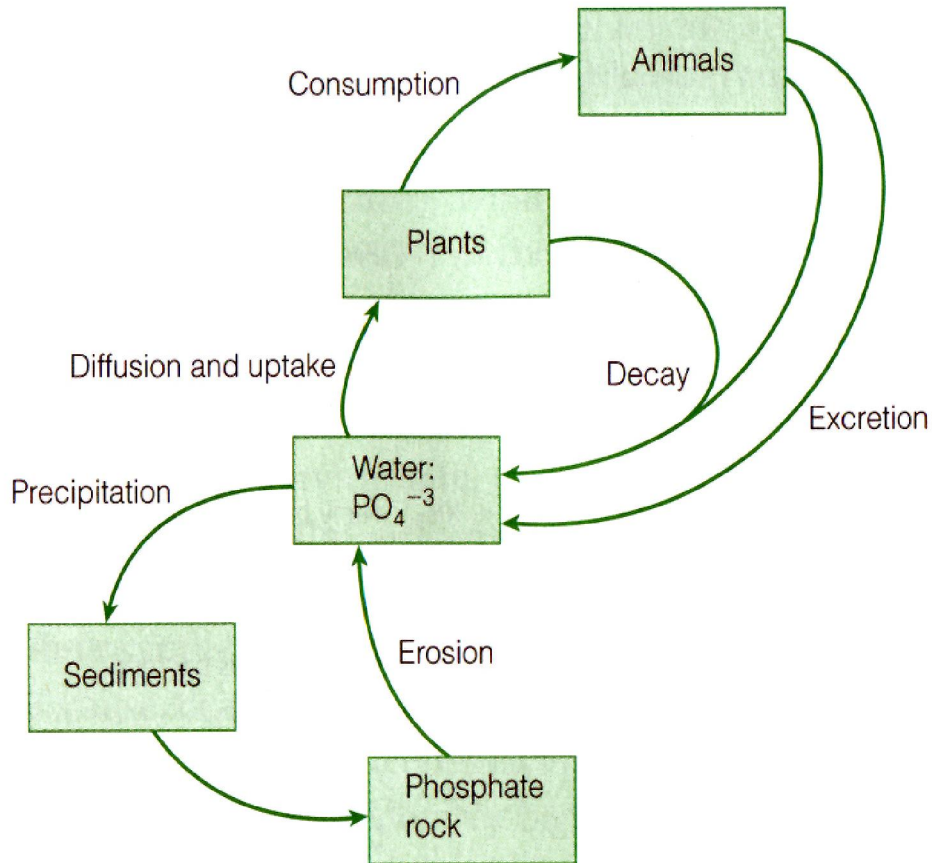 Animals
Consumption
Plants
Diffusion and uptake
Decay
Excretion
Water:
PO₄⁻³
Precipitation
Erosion
Sediments
Phosphate
rock